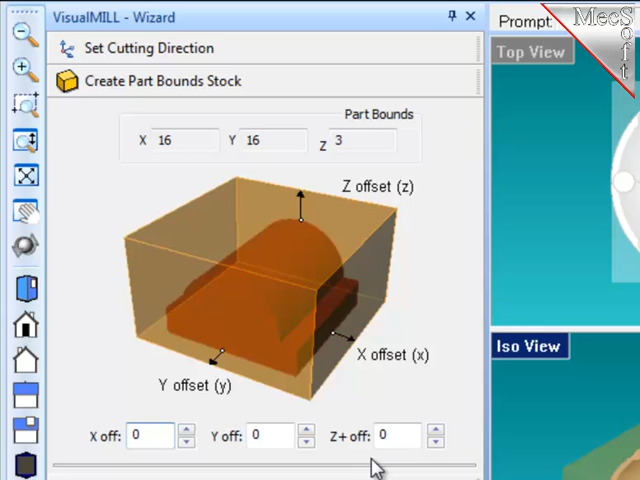 VisualMILL - Wizard
Prompt:
MecSoft
Set Cutting Direction
Top View
Create Part Bounds Stock
Part Bounds
X 16 Y 16 Z 3
Z offset (z)
X offset (x)
Y offset (y)
Iso View
X off: 0 Y off: 0 Z+ off: 0